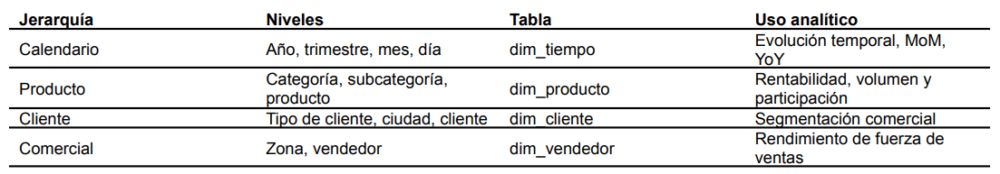 Jerarquía Niveles Tabla Uso analítico
Calendario Año, trimestre, mes, día dim_tiempo Evolución temporal, MoM,
YoY
Producto Categoría, subcategoría,
producto dim_producto Rentabilidad, volumen y
participación
Cliente Tipo de cliente, ciudad, cliente dim_cliente Segmentación comercial
Comercial Zona, vendedor dim_vendedor Rendimiento de fuerza de
ventas